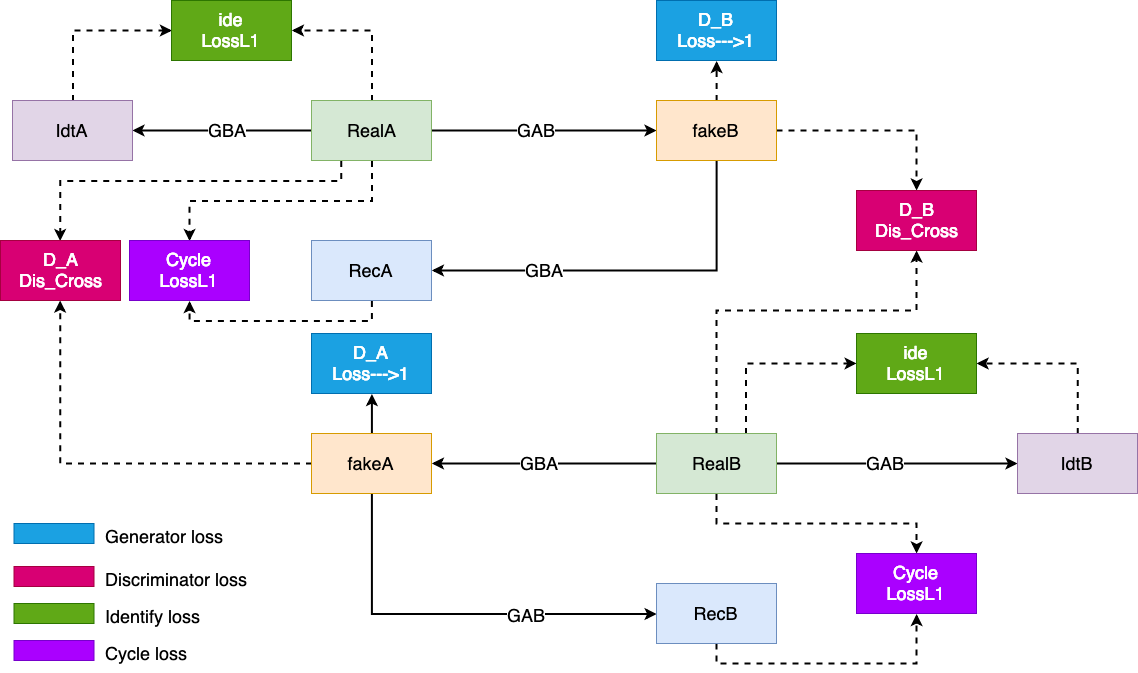 ide
LossL1
D_B
Loss--->1
IdtA
GBA
RealA
GAB
fakeB
D_B
Dis_Cross
D_A
Dis_Cross
Cycle
LossL1
RecA
GBA
D_A
Loss--->1
ide
LossL1
fakeA
GBA
RealB
GAB
IdtB
Generator loss
Discriminator loss
Identify loss
Cycle loss
Cycle
LossL1
GAB
RecB